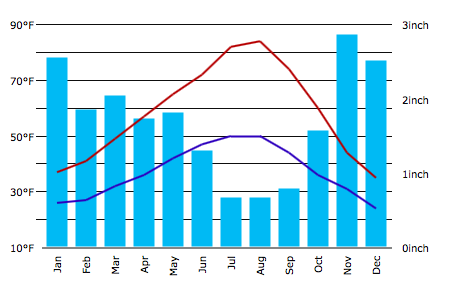 90°F
70°F
50°F
30°F
10°F
3inch
2inch
1inch
0inch
Jan
Feb
Mar
Apr
May
Jun
Jul
Aug
Sep
Oct
Nov
Dec